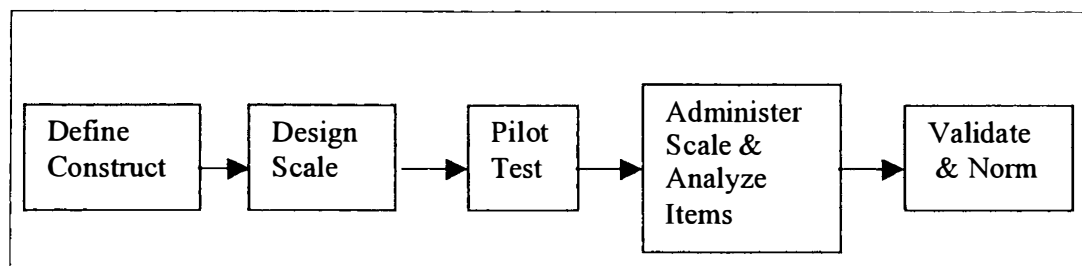 Define
Construct
Design
Scale
Pilot
Test
Administer
Scale &
Analyze
Items
Validate
& Norm